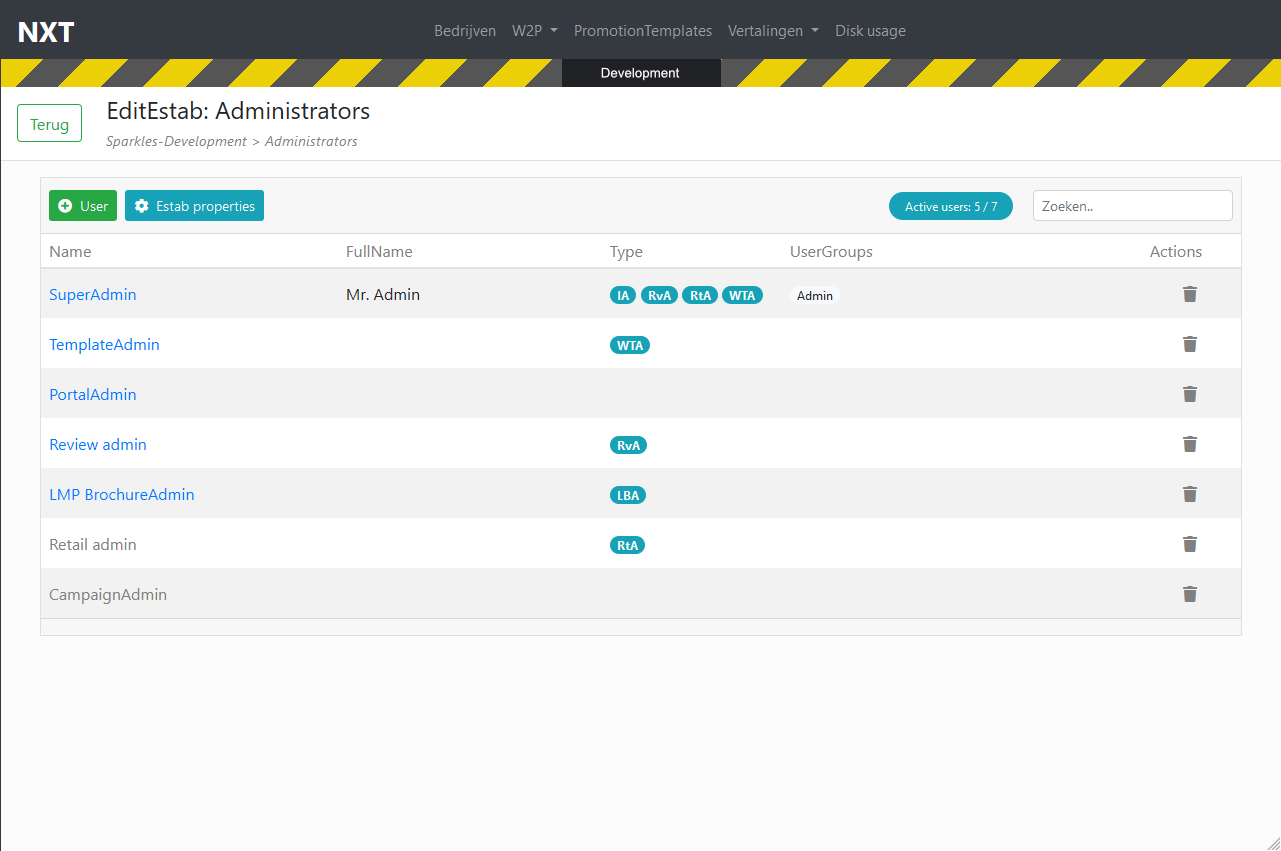 NXT Bedrijven W2P PromotionTemplates Vertalingen Disk usage
Development
Terug
EditEstab: Administrators
Sparkles-Development > Administrators
User Estab properties Active users: 5 / 7 Zoeken..
Name FullName Type UserGroups Actions
SuperAdmin Mr. Admin IA RvA RtA WTA Admin
TemplateAdmin WTA
PortalAdmin
Review admin RvA
LMP BrochureAdmin LBA
Retail admin RtA
CampaignAdmin